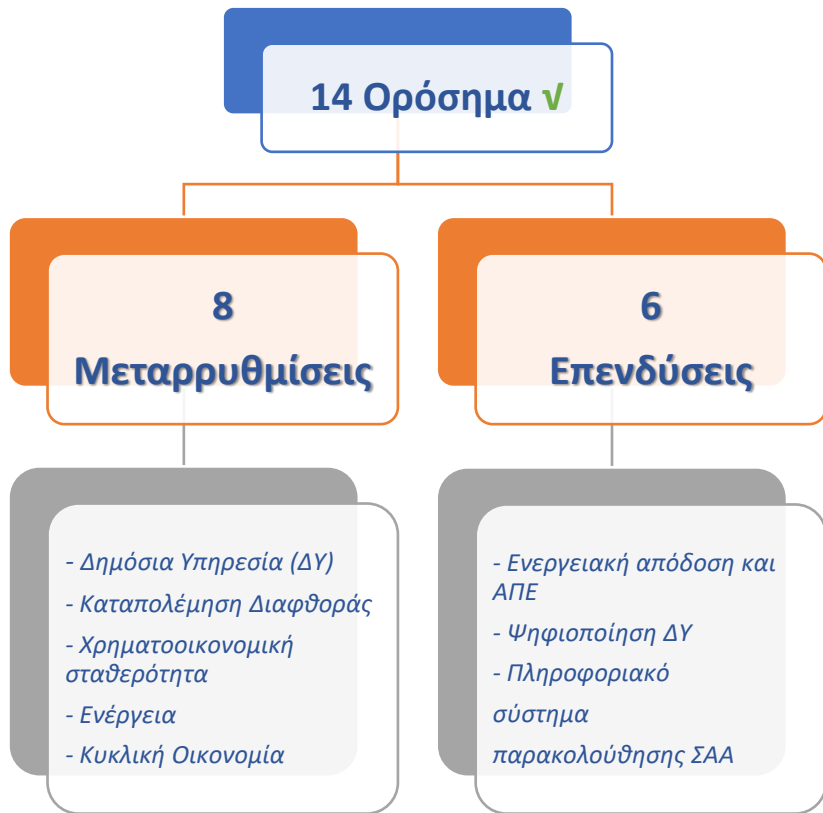 14 Ορόσημα √
8
Μεταρρυθμίσεις
- Δημόσια Υπηρεσία (ΔΥ)
- Καταπολέμηση Διαφθοράς
- Χρηματοοικονομική
σταθερότητα
- Ενέργεια
- Κυκλική Οικονομία
6
Επενδύσεις
- Ενεργειακή απόδοση και
ΑΠΕ
- Ψηφιοποίηση ΔΥ
- Πληροφοριακό
σύστημα
παρακολούθησης ΣΑΑ